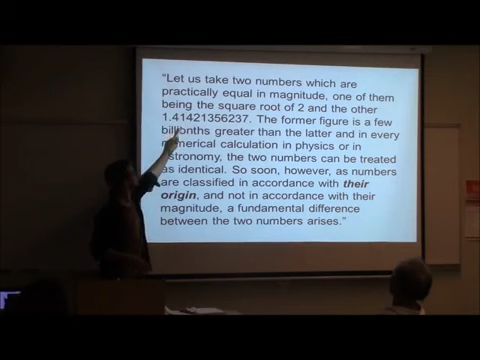 “Let us take two numbers which are
practically equal in magnitude, one of them
being the square root of 2 and the other
1.41421356237. The former figure is a few
billionths greater than the latter and in every
numerical calculation in physics or in
astronomy, the two numbers can be treated
as identical. So soon, however, as numbers
are classified in accordance with their
origin, and not in accordance with their
magnitude, a fundamental difference
between the two numbers arises.”